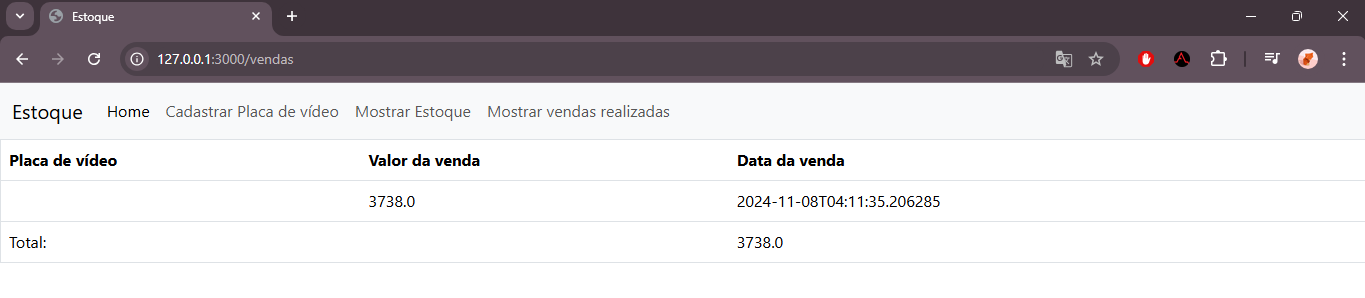 Estoque
127.0.0.1:3000/vendas
Estoque Home Cadastrar Placa de vídeo Mostrar Estoque Mostrar vendas realizadas
Placa de vídeo Valor da venda Data da venda
3738.0 2024-11-08T04:11:35.206285
Total: 3738.0